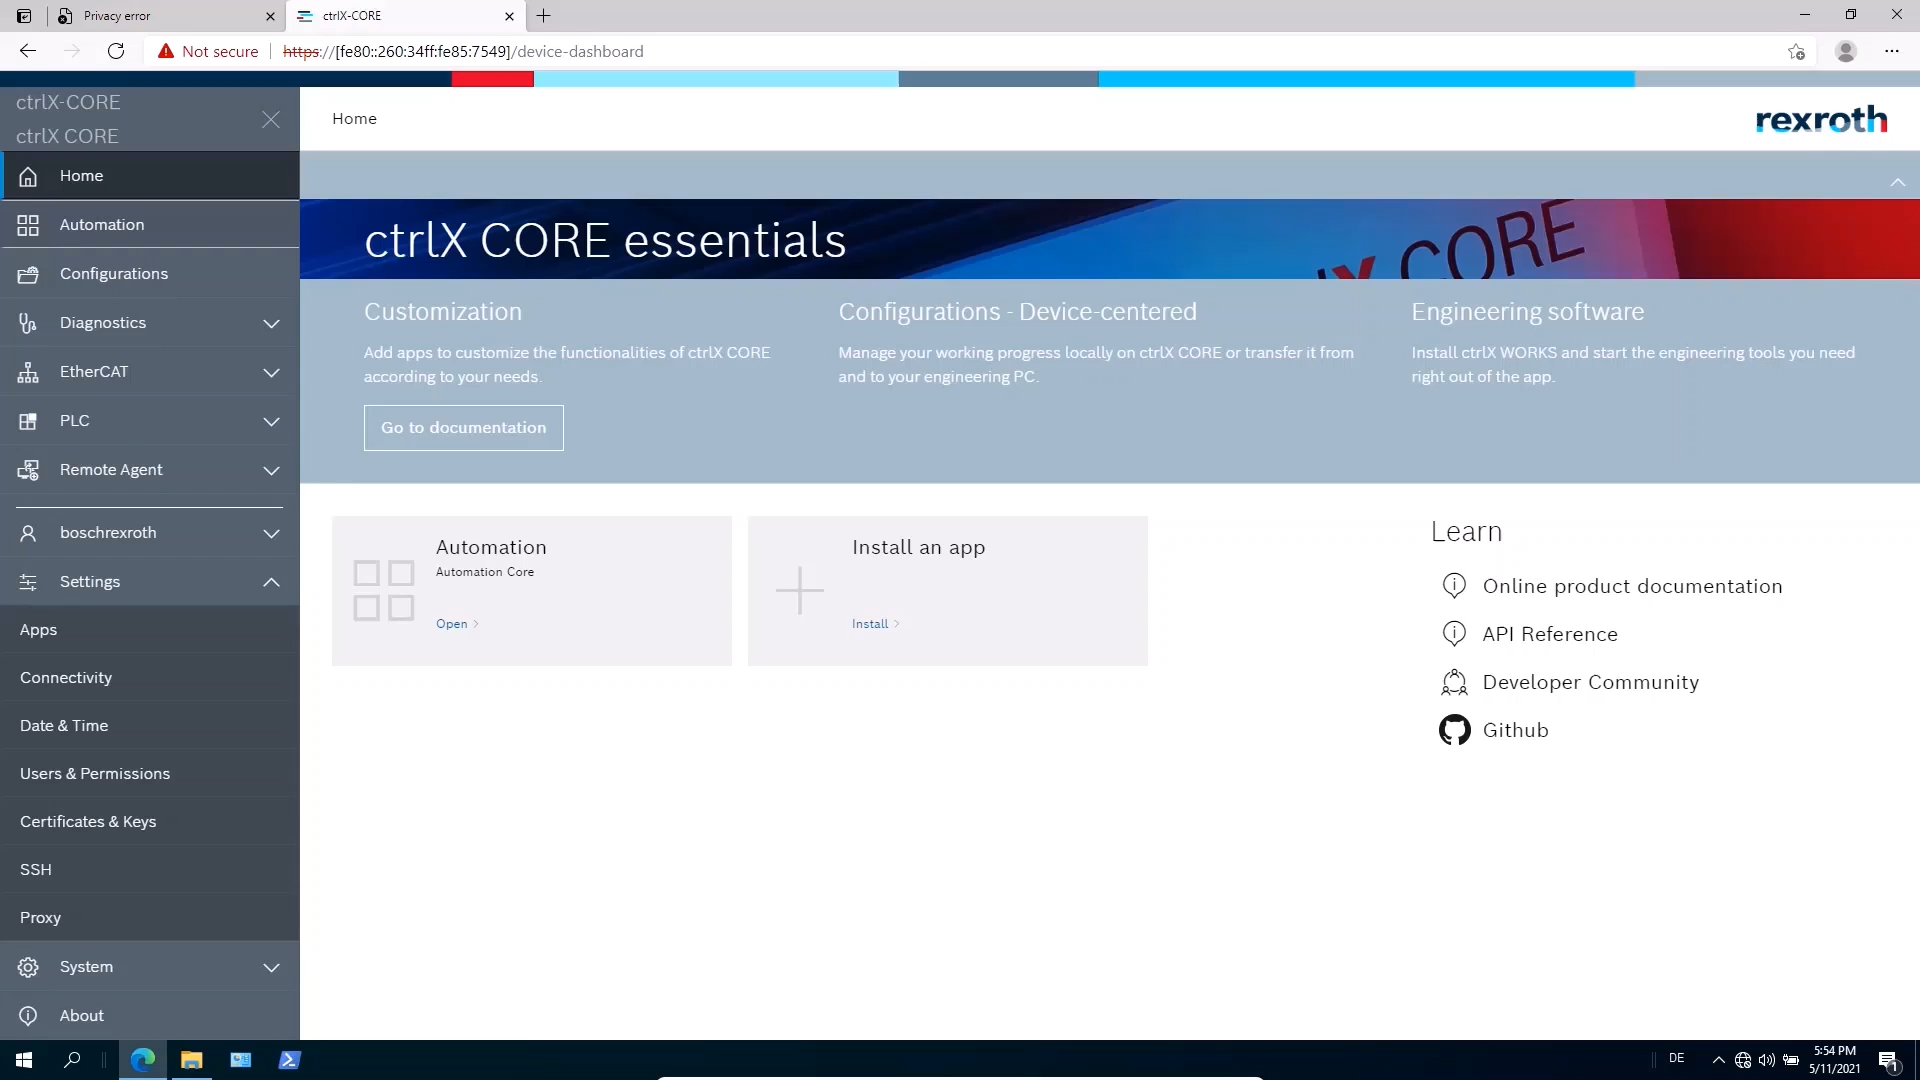 Privacy error
ctrlX-CORE
Not secure
https://[fe80::260:34ff:fe85:7549]/device-dashboard
ctrlX-CORE
ctrlX CORE
Home
rexroth
Home
Automation
Configurations
Diagnostics
EtherCAT
PLC
Remote Agent
boschrexroth
Settings
Apps
Connectivity
Date & Time
Users & Permissions
Certificates & Keys
SSH
Proxy
System
About
ctrlX CORE essentials
X CORE
Customization
Add apps to customize the functionalities of ctrlX CORE
according to your needs.
Go to documentation
Configurations - Device-centered
Manage your working progress locally on ctrlX CORE or transfer it from
and to your engineering PC.
Engineering software
Install ctrlX WORKS and start the engineering tools you need
right out of the app.
Automation
Automation Core
Open
Install an app
Install
Learn
Online product documentation
API Reference
Developer Community
Github
DE
5:54 PM
5/11/2021
1